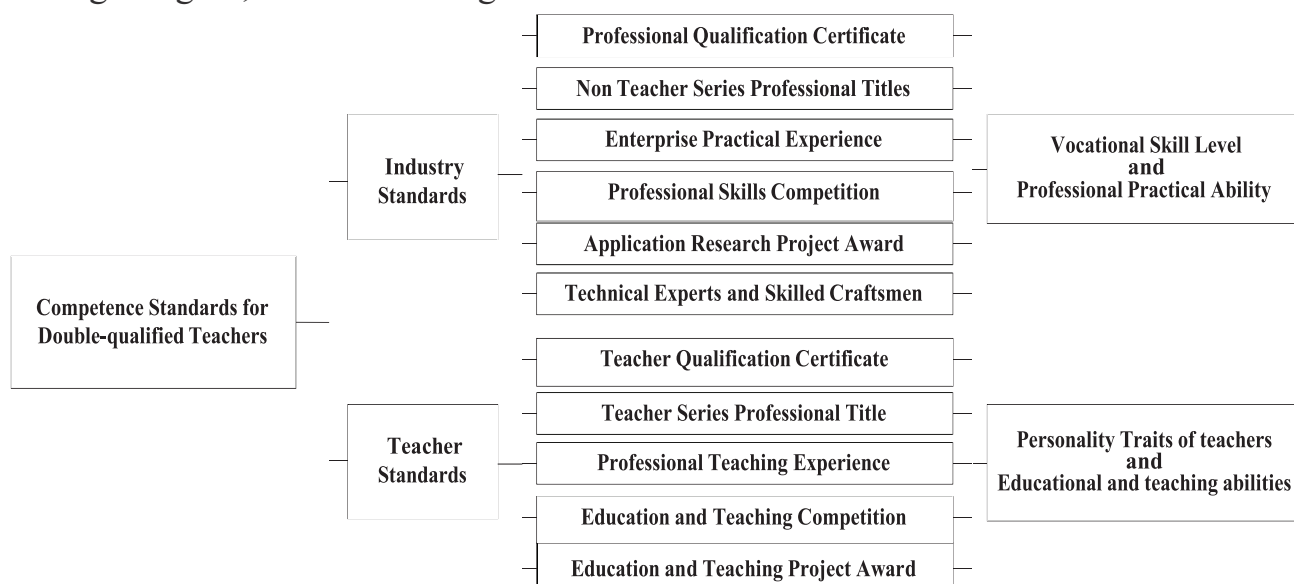 Professional Qualification Certificate
Non Teacher Series Professional Titles
Enterprise Practical Experience
Professional Skills Competition
Application Research Project Award
Technical Experts and Skilled Craftsmen
Industry
Standards
Vocational Skill Level
and
Professional Practical Ability
Competence Standards for
Double-qualified Teachers
Teacher Qualification Certificate
Teacher Series Professional Title
Professional Teaching Experience
Education and Teaching Competition
Education and Teaching Project Award
Teacher
Standards
Personality Traits of teachers
and
Educational and teaching abilities